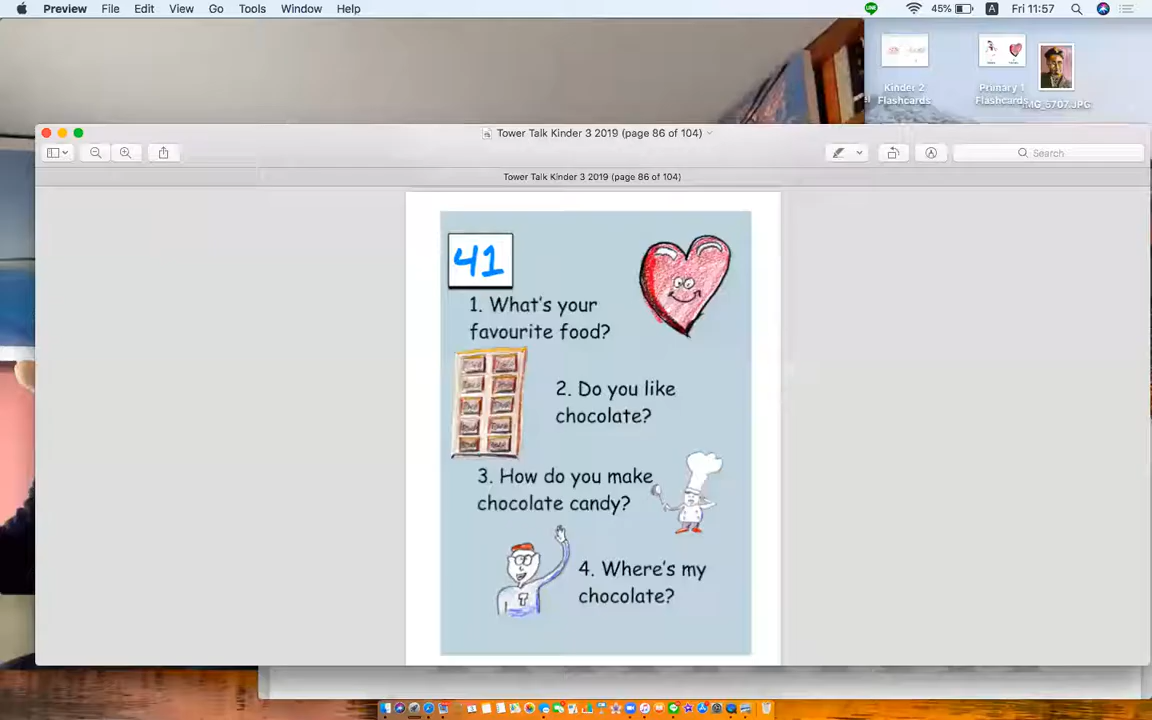 Preview File Edit View Go Tools Window Help
45% A Fri 11:57
Kinder 2
Flashcards
Primary 1
Flashcards
IMG_5707.JPG
Tower Talk Kinder 3 2019 (page 86 of 104)
Search
Tower Talk Kinder 3 2019 (page 86 of 104)
41
1. What's your
favourite food?
2. Do you like
chocolate?
3. How do you make
chocolate candy?
4. Where's my
chocolate?
T